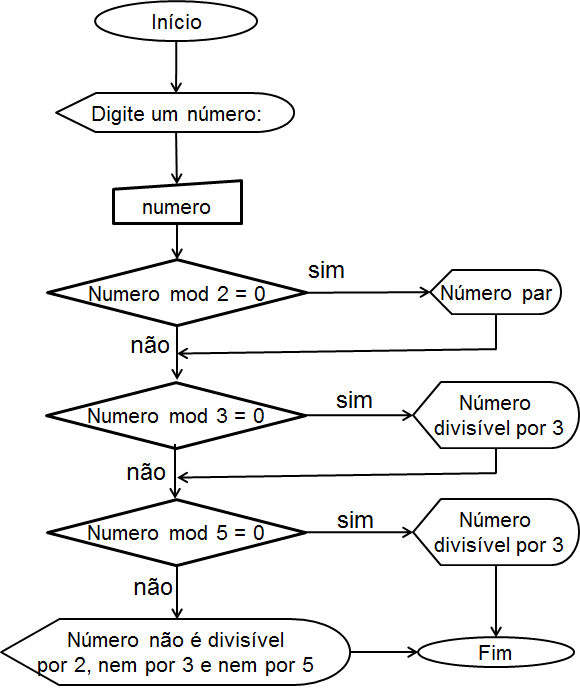 Início
Digite um número:
numero
Numero mod 2 = 0
sim
Número par
não
Numero mod 3 = 0
sim
Número
divisível por 3
não
Numero mod 5 = 0
sim
Número
divisível por 3
não
Número não é divisível
por 2, nem por 3 e nem por 5
Fim